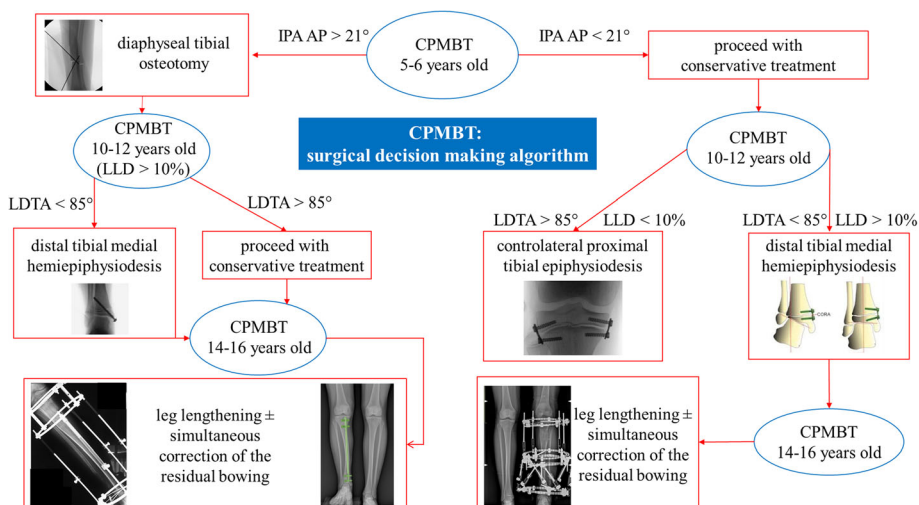 IPA AP > 21°
CPMBT
5-6 years old
IPA AP < 21°
diaphyseal tibial
osteotomy
proceed with
conservative treatment
CPMBT
10-12 years old
(LLD > 10%)
CPMBT:
surgical decision making algorithm
CPMBT
10-12 years old
LDTA < 85°
LDTA > 85°
LDTA > 85°
LLD < 10%
LDTA < 85°
LLD > 10%
distal tibial medial
hemiepiphysiodesis
proceed with
conservative treatment
controlateral proximal
tibial epiphysiodesis
distal tibial medial
hemiepiphysiodesis
CORA
CPMBT
14-16 years old
leg lengthening ±
simultaneous
correction of the
residual bowing
leg lengthening ±
simultaneous
correction of the
residual bowing
CPMBT
14-16 years old